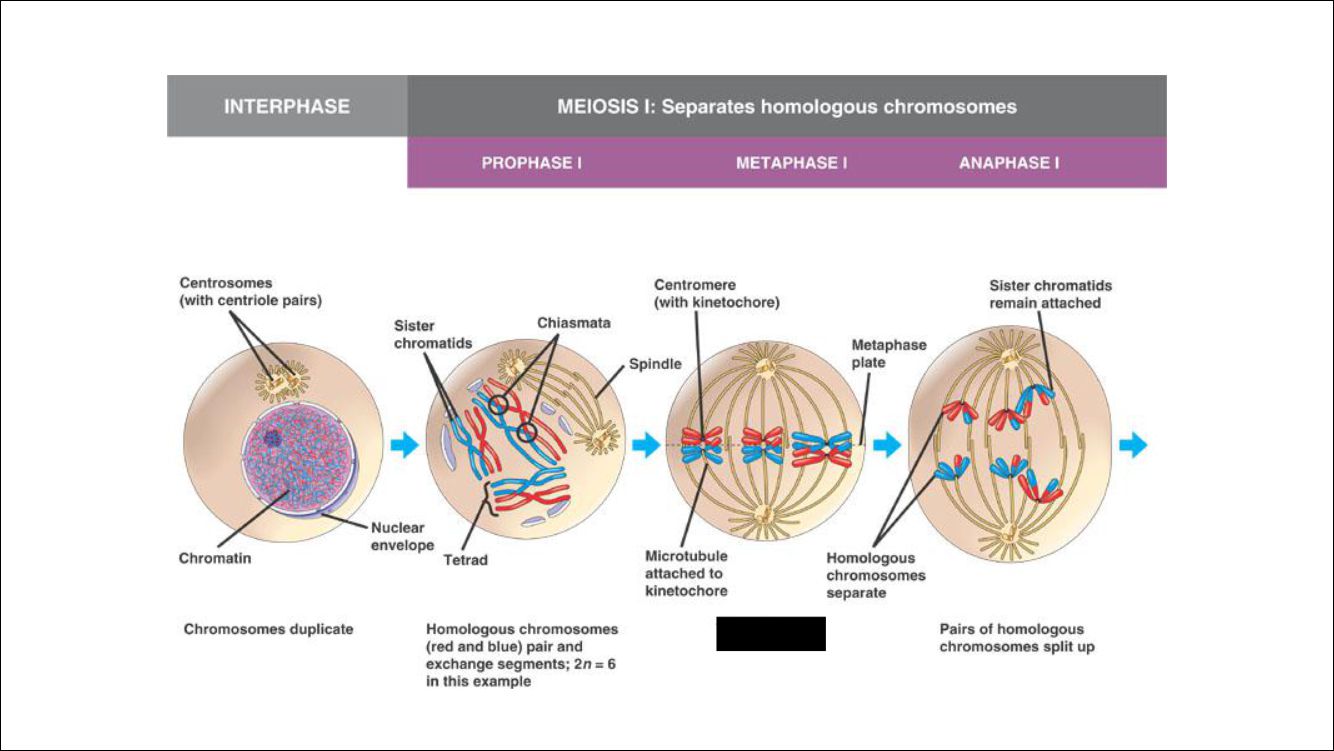 INTERPHASE
MEIOSIS I: Separates homologous chromosomes
PROPHASE I
METAPHASE I
ANAPHASE I
Centrosomes
(with centriole pairs)
Sister
chromatids
Chiasmata
Spindle
Centromere
(with kinetochore)
Metaphase
plate
Sister chromatids
remain attached
Chromatin
Nuclear
envelope
Tetrad
Microtubule
attached to
kinetochore
Homologous
chromosomes
separate
Chromosomes duplicate
Homologous chromosomes
(red and blue) pair and
exchange segments; 2n = 6
in this example
Pairs of homologous
chromosomes split up